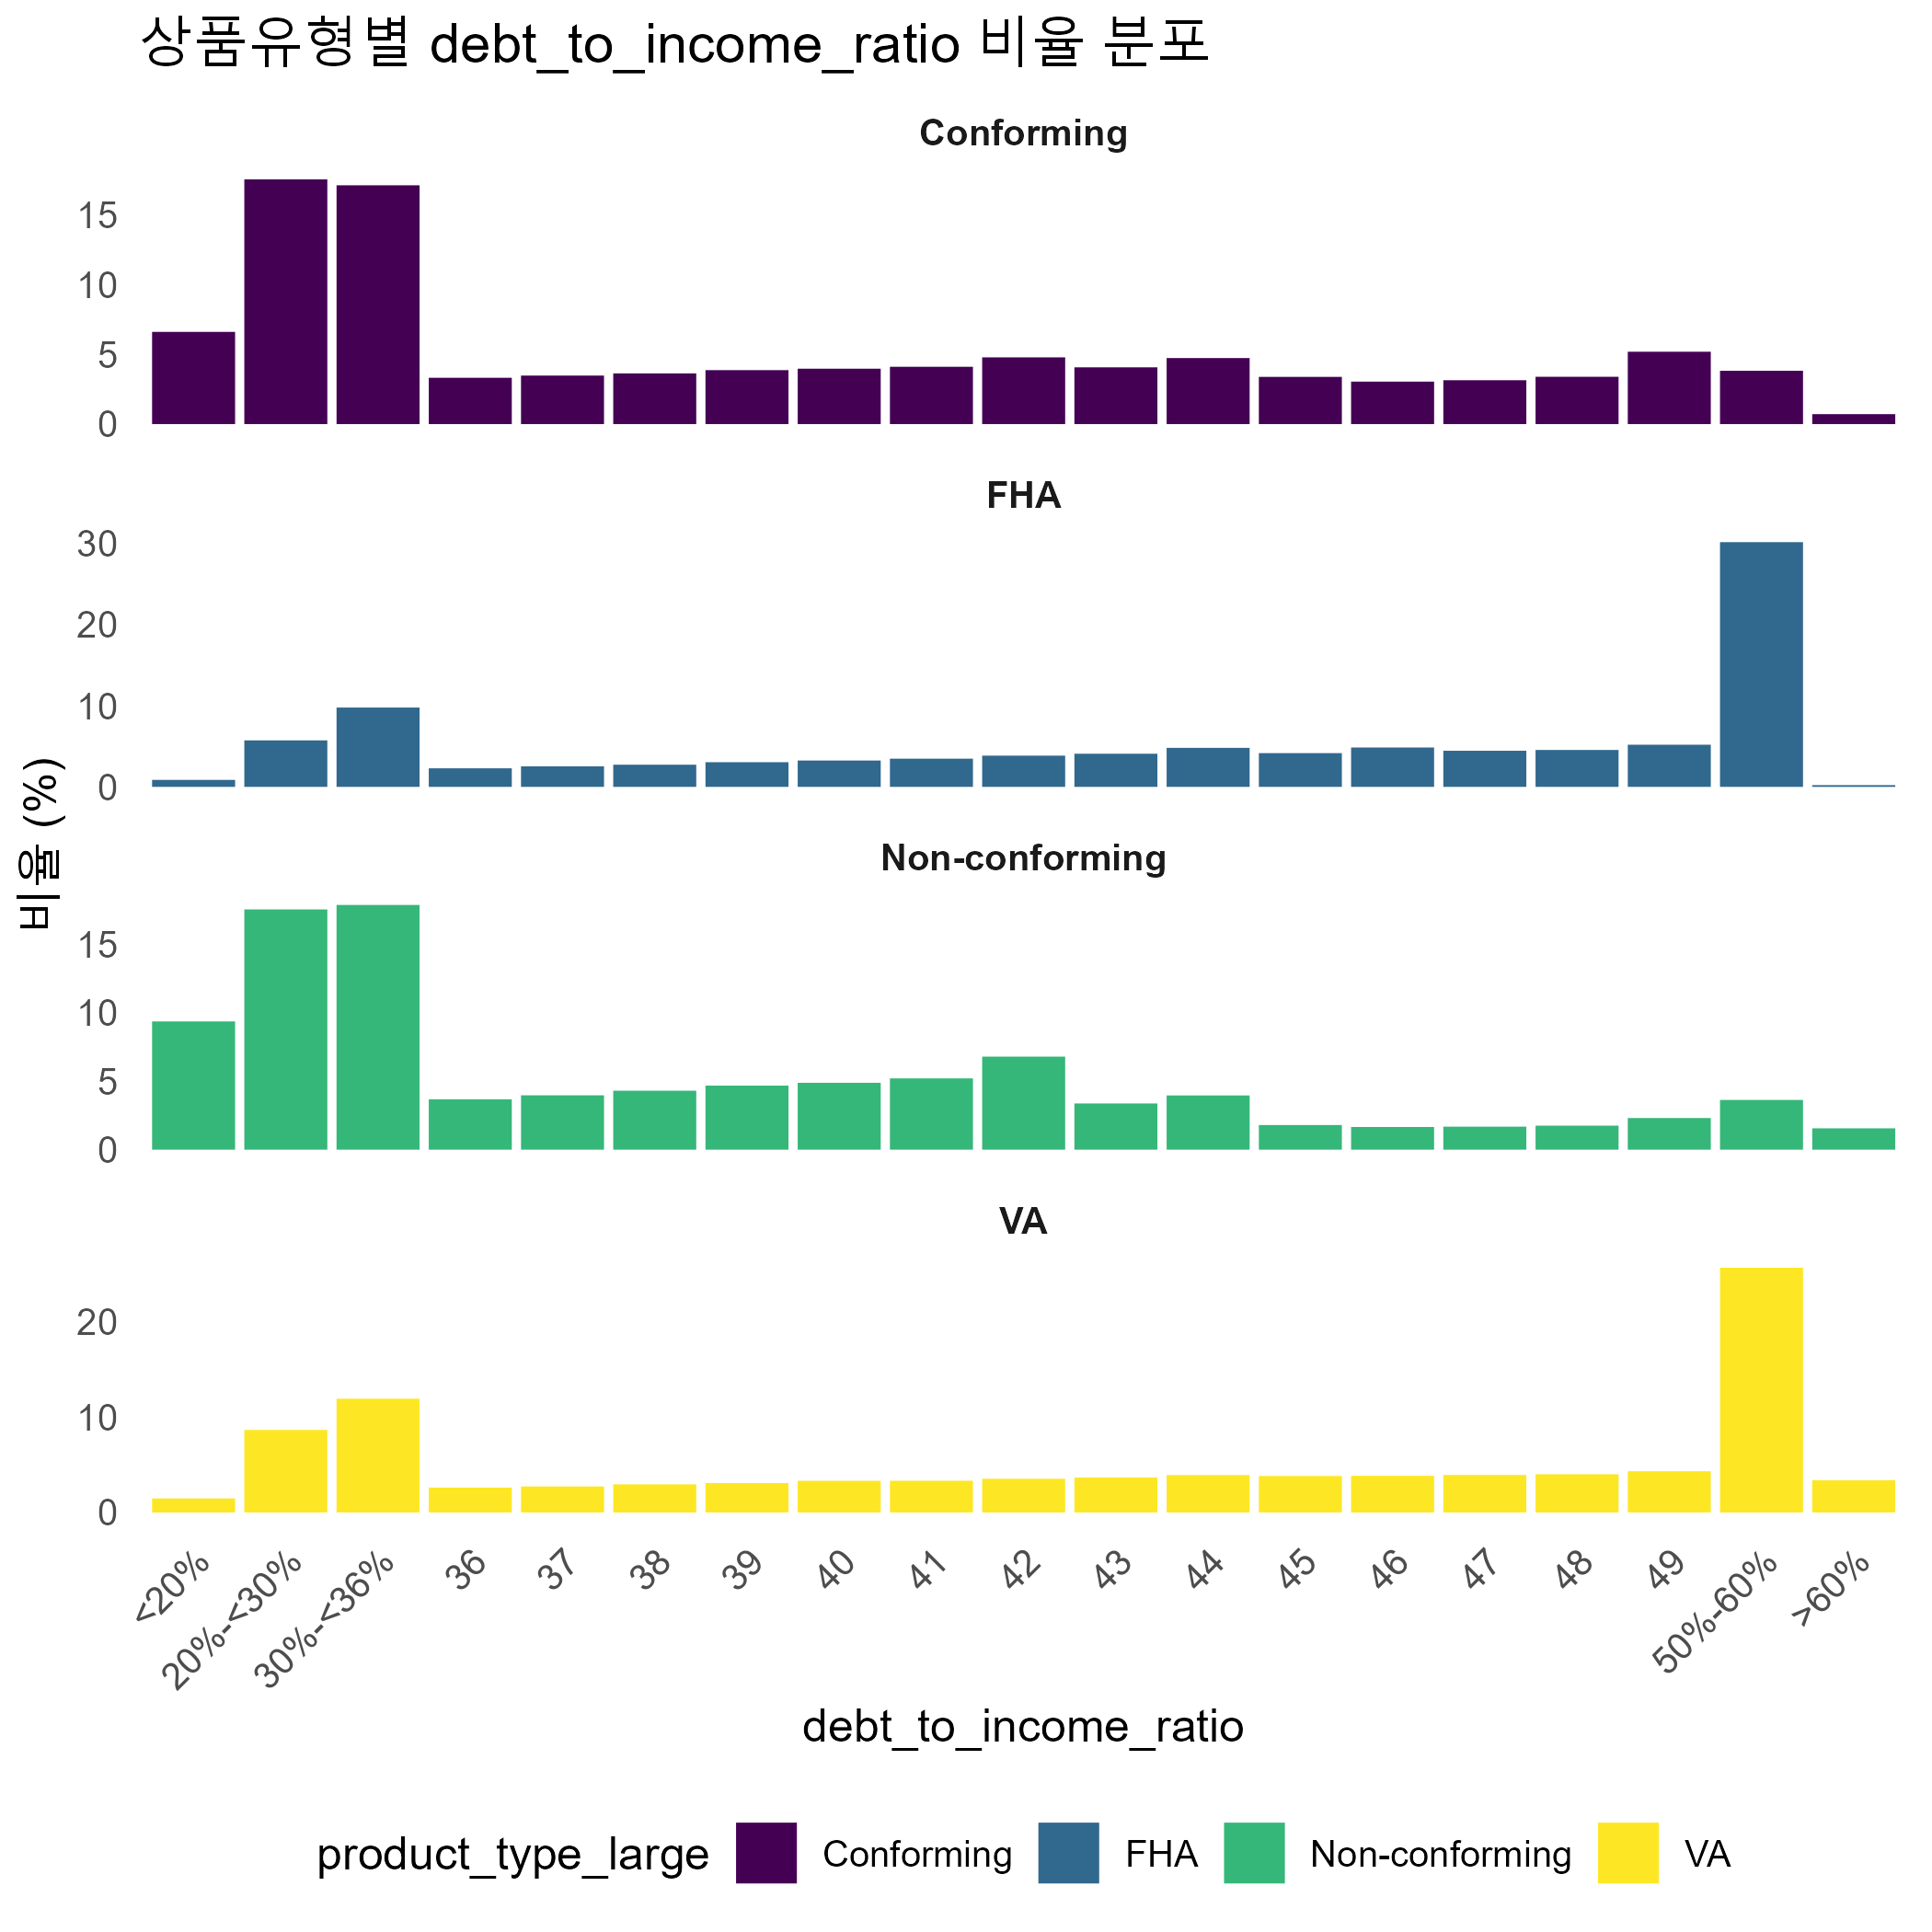 상품유형별 debt_to_income_ratio 비율 분포
Conforming
15
10
5
0
FHA
30
20
10
0
비율 (%)
Non-conforming
15
10
5
0
VA
20
10
0
<20% 20%-<30% 30%-<36% 36 37 38 39 40 41 42 43 44 45 46 47 48 49 50%-60% >60%
debt_to_income_ratio
product_type_large Conforming FHA Non-conforming VA